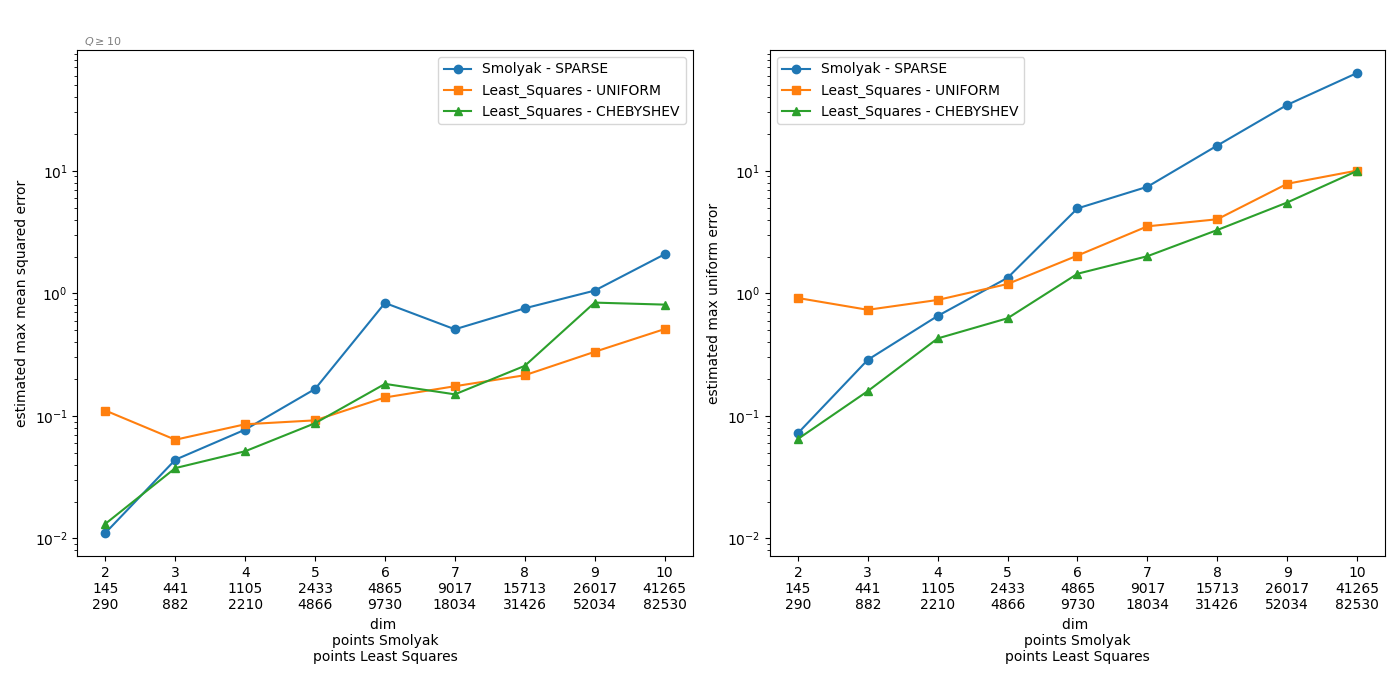 Q ≥ 10
Smolyak - SPARSE
Least_Squares - UNIFORM
Least_Squares - CHEBYSHEV
estimated max mean squared error
10^1
10^0
10^-1
10^-2
2 3 4 5 6 7 8 9 10
145 441 1105 2433 4865 9017 15713 26017 41265
290 882 2210 4866 9730 18034 31426 52034 82530
dim
points Smolyak
points Least Squares
Smolyak - SPARSE
Least_Squares - UNIFORM
Least_Squares - CHEBYSHEV
estimated max uniform error
10^1
10^0
10^-1
10^-2
2 3 4 5 6 7 8 9 10
145 441 1105 2433 4865 9017 15713 26017 41265
290 882 2210 4866 9730 18034 31426 52034 82530
dim
points Smolyak
points Least Squares